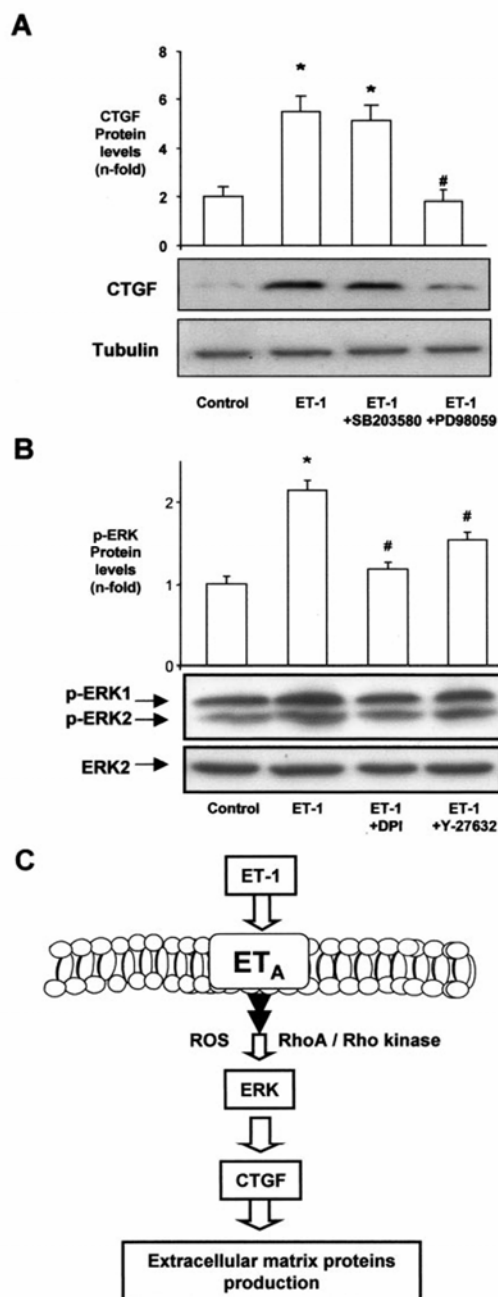 A
8
6
4
2
0
CTGF
Protein
levels
(n-fold)
*
*
#
CTGF
Tubulin
Control
ET-1
ET-1
+SB203580
ET-1
+PD98059
B
2
1
0
p-ERK
Protein
levels
(n-fold)
*
#
#
p-ERK1
p-ERK2
ERK2
Control
ET-1
ET-1
+DPI
ET-1
+Y-27632
C
ET-1
ETA
ROS
RhoA / Rho kinase
ERK
CTGF
Extracellular matrix proteins
production